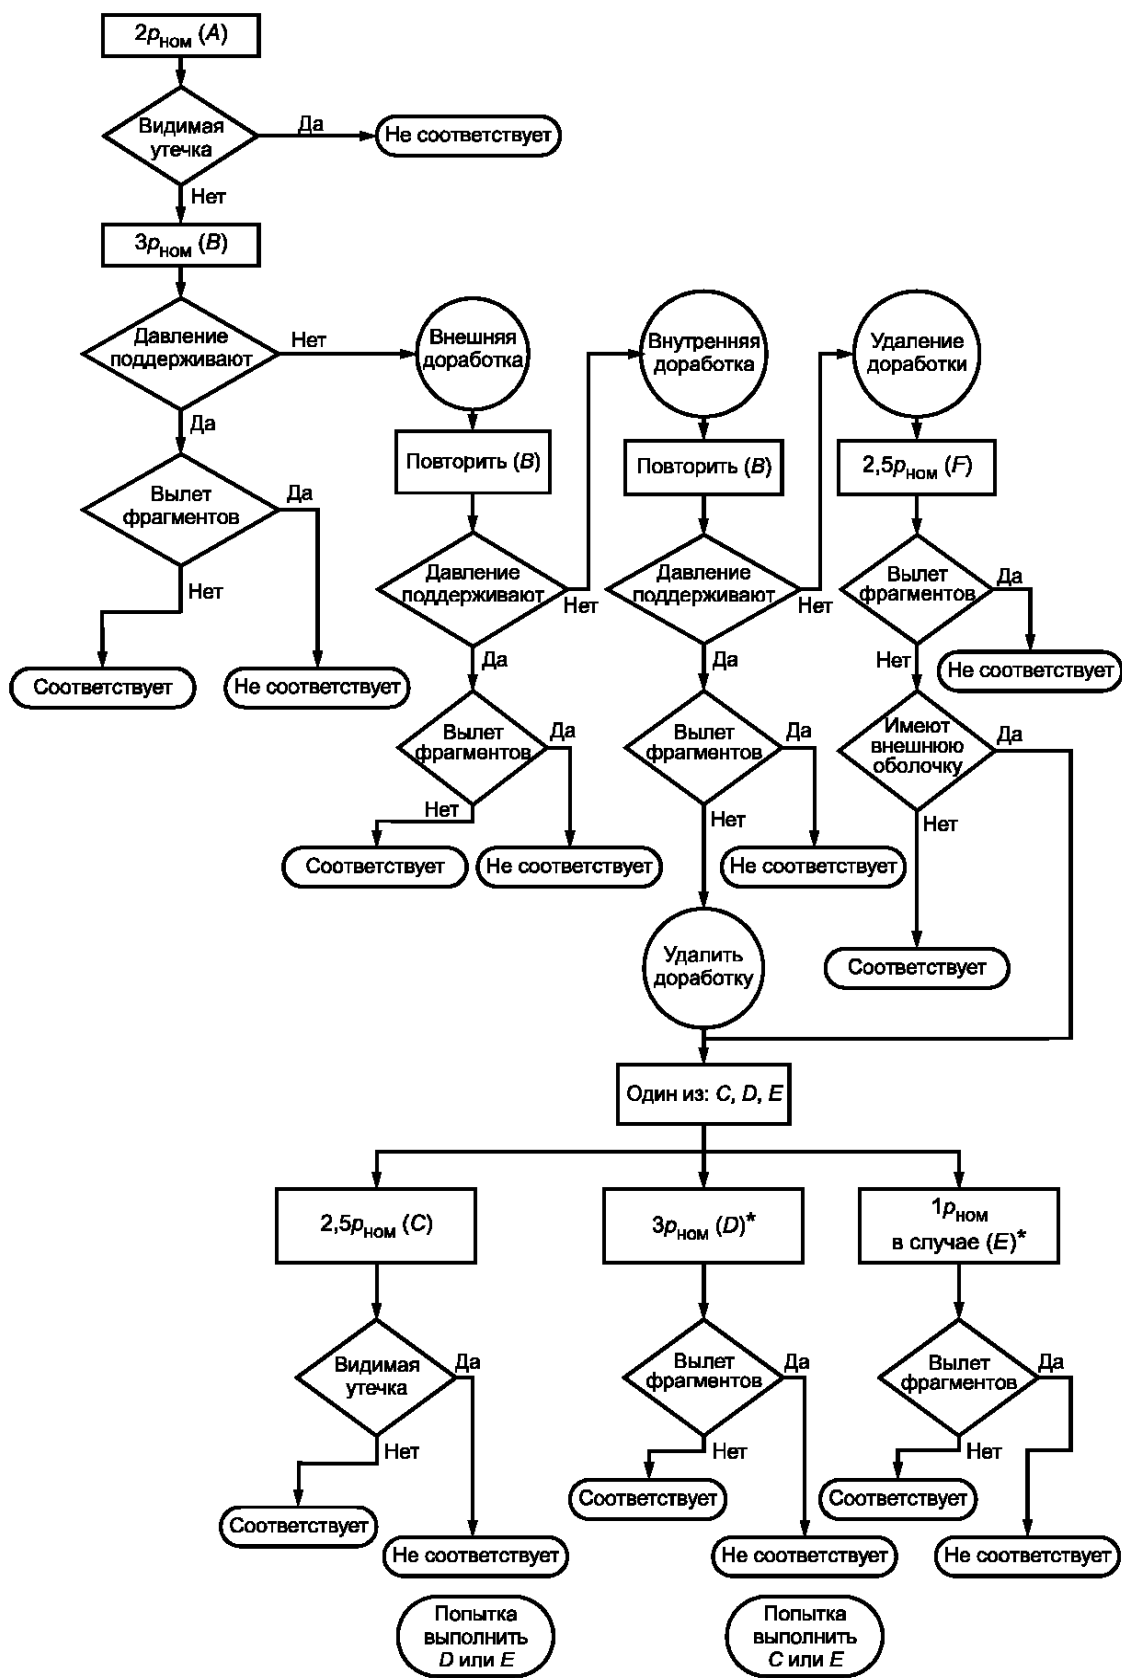 2pном (A)
Видимая
утечка
Да
Не соответствует
Нет
3pном (B)
Давление
поддерживают
Нет
Внешняя
доработка
Внутренняя
доработка
Удаление
доработки
Да
Повторить (B)
Повторить (B)
2,5pном (F)
Вылет
фрагментов
Да
Нет
Соответствует
Не соответствует
Давление
поддерживают
Нет
Да
Давление
поддерживают
Нет
Да
Вылет
фрагментов
Да
Нет
Не соответствует
Вылет
фрагментов
Да
Нет
Соответствует
Не соответствует
Вылет
фрагментов
Да
Нет
Не соответствует
Имеют
внешнюю
оболочку
Да
Нет
Соответствует
Удалить
доработку
Один из: C, D, E
2,5pном (C)
3pном (D)*
1pном
в случае (E)*
Видимая
утечка
Да
Нет
Соответствует
Не соответствует
Вылет
фрагментов
Да
Нет
Соответствует
Не соответствует
Вылет
фрагментов
Да
Нет
Соответствует
Не соответствует
Попытка
выполнить
D или E
Попытка
выполнить
C или E